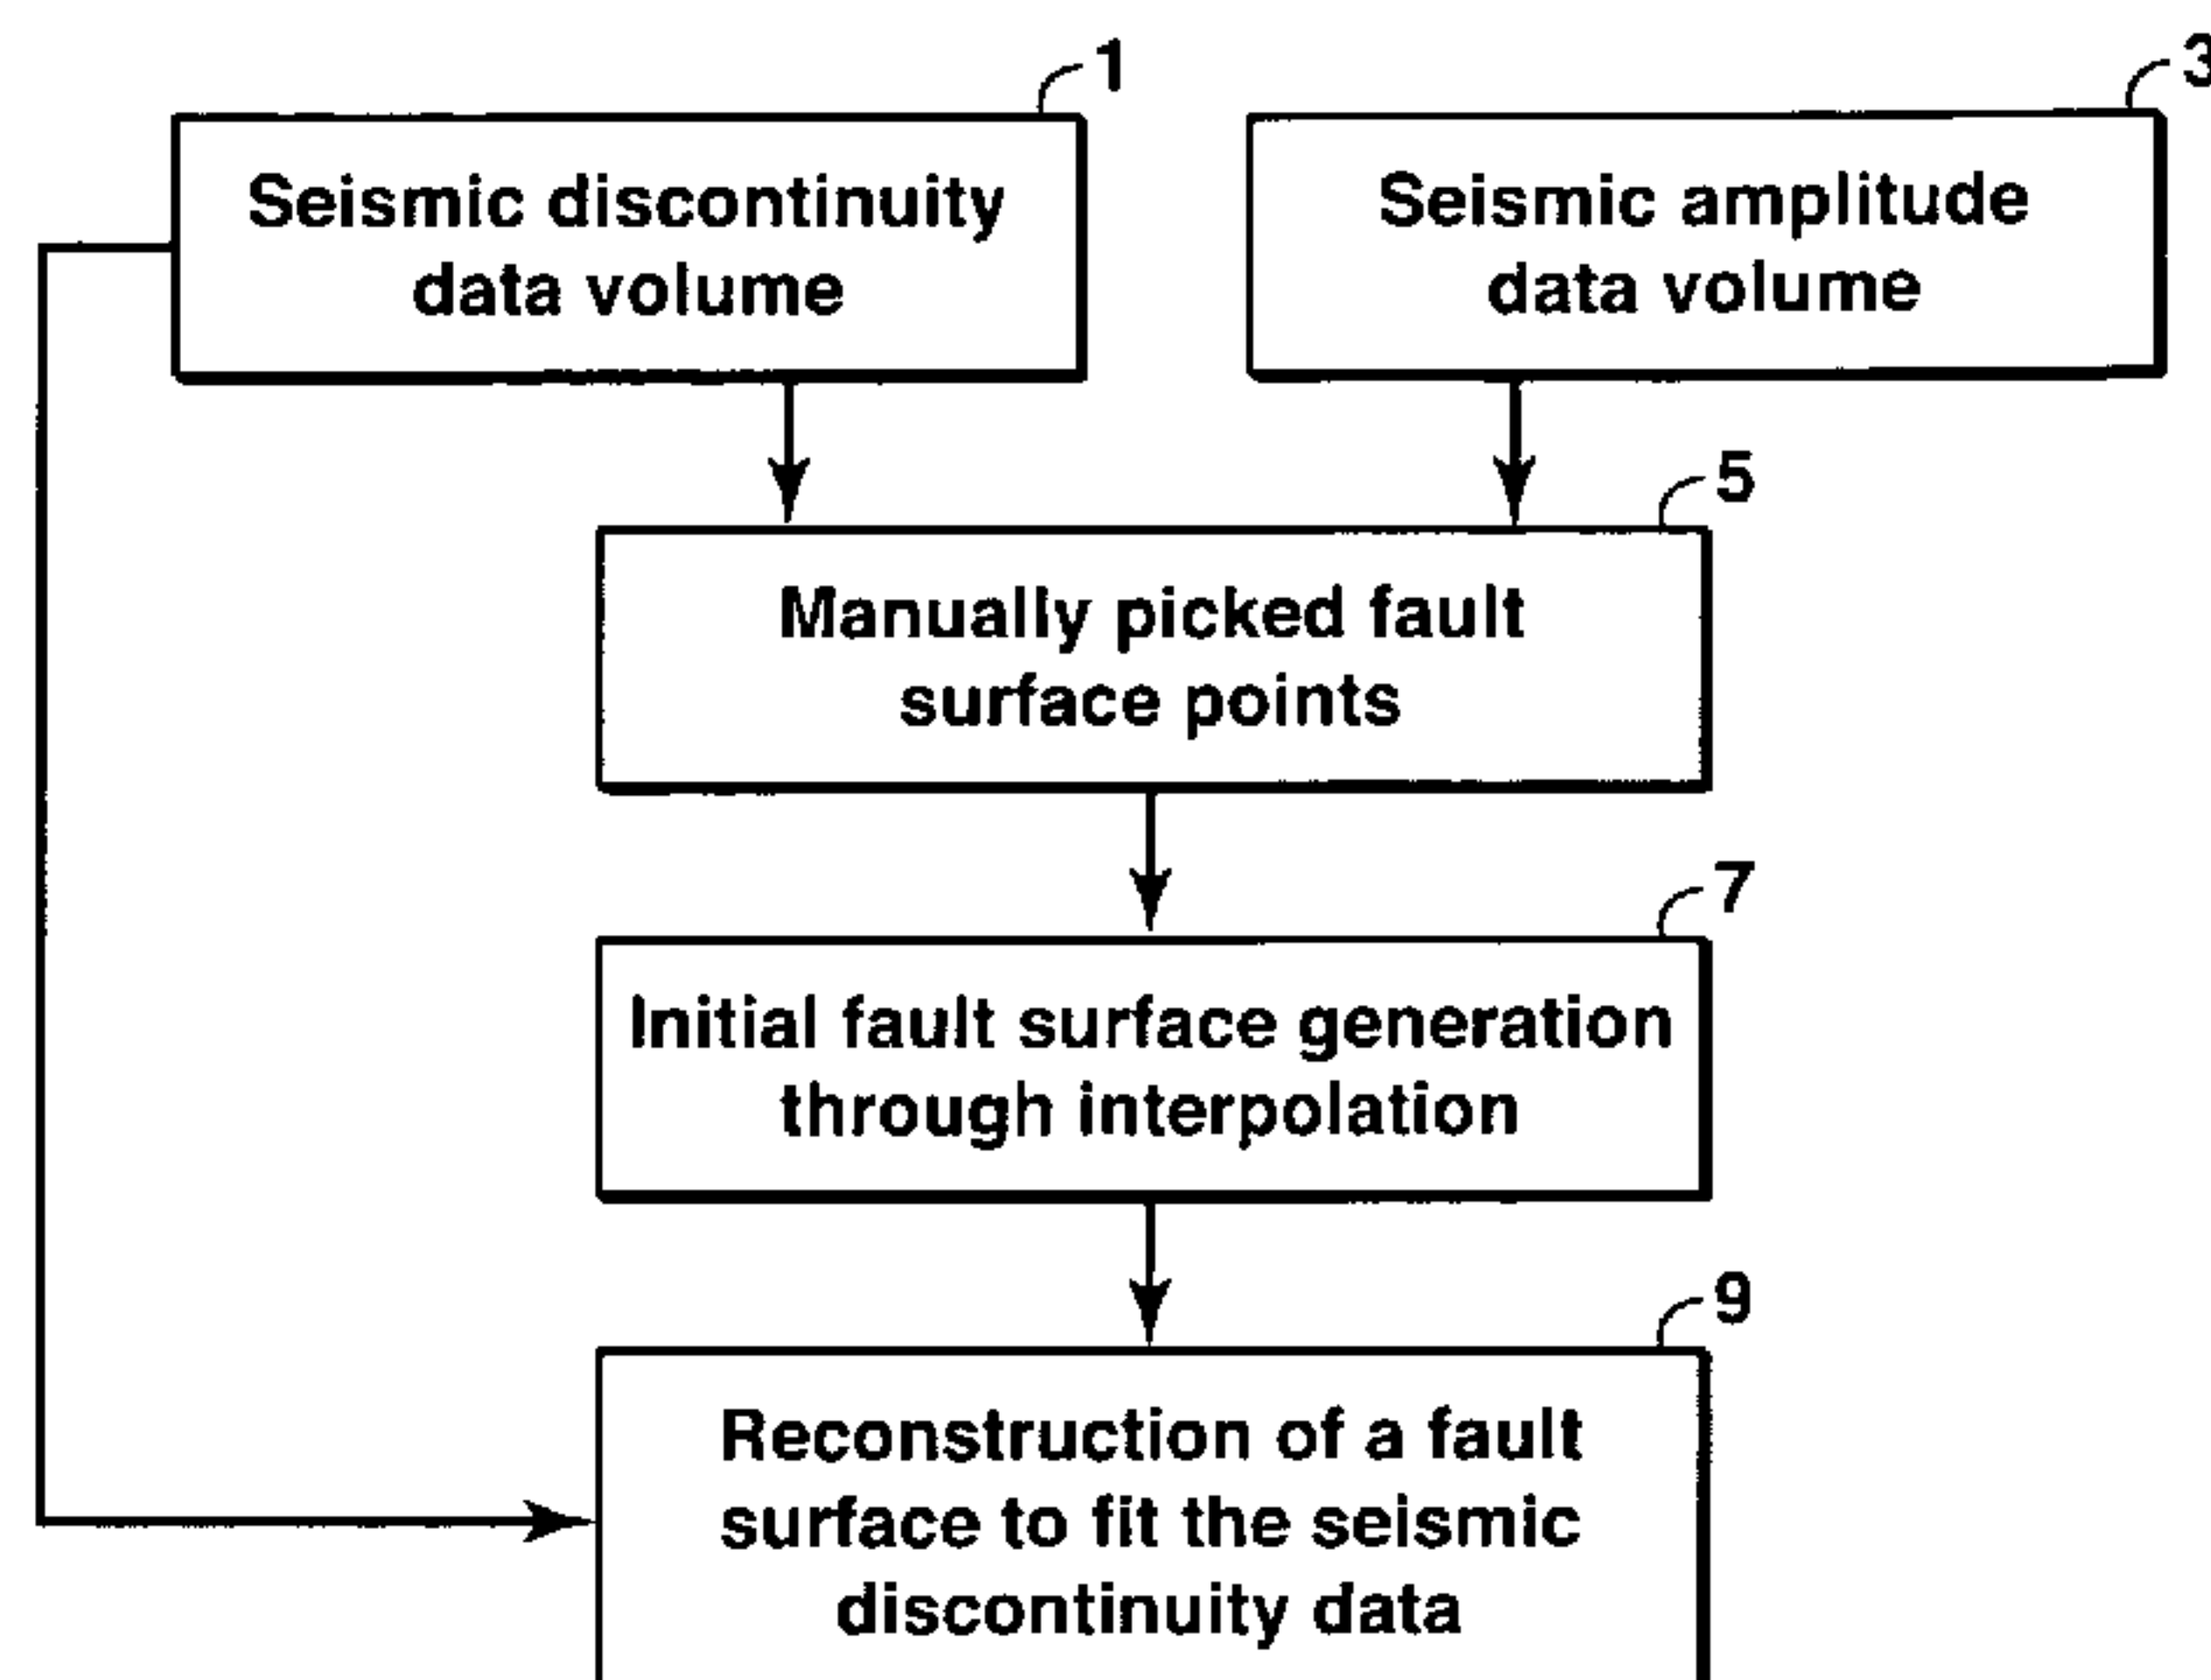 1
3
Seismic discontinuity
data volume
Seismic amplitude
data volume
5
Manually picked fault
surface points
7
Initial fault surface generation
through interpolation
9
Reconstruction of a fault
surface to fit the seismic
discontinuity data